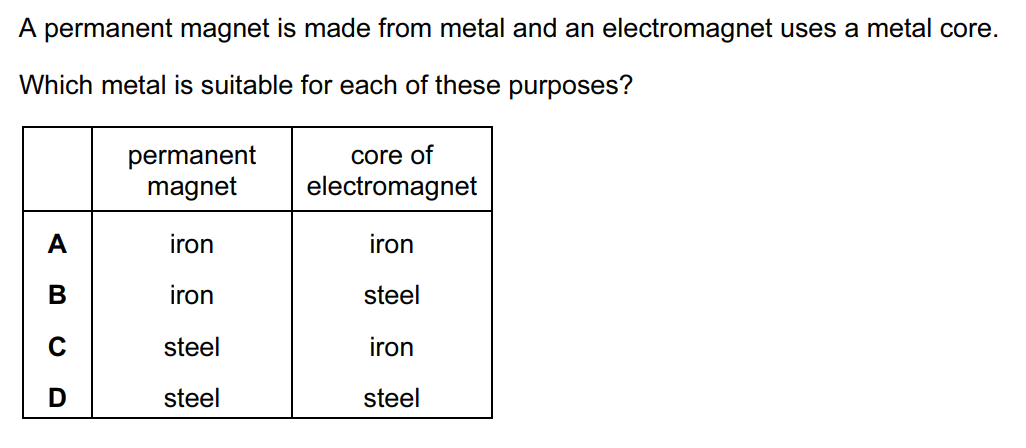 A permanent magnet is made from metal and an electromagnet uses a metal core.
Which metal is suitable for each of these purposes?
permanent magnet
core of electromagnet
A iron iron
B iron steel
C steel iron
D steel steel